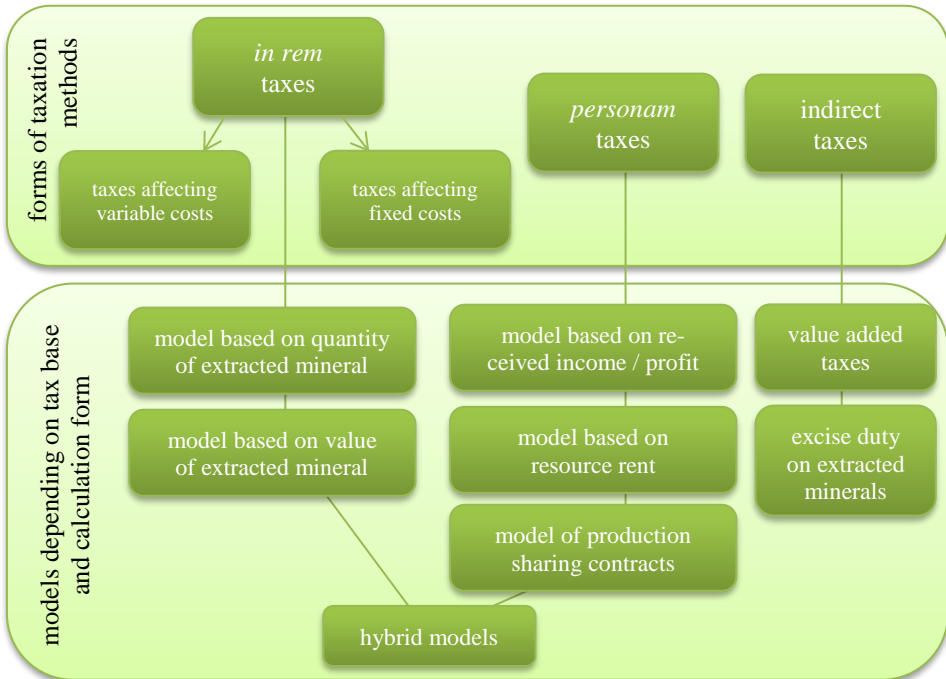 forms of taxation
methods
in rem
taxes
personam
taxes
indirect
taxes
taxes affecting
variable costs
taxes affecting
fixed costs
models depending on tax base
and calculation form
model based on quantity
of extracted mineral
model based on re-
ceived income / profit
value added
taxes
model based on value
of extracted mineral
model based on
resource rent
excise duty
on extracted
minerals
model of production
sharing contracts
hybrid models